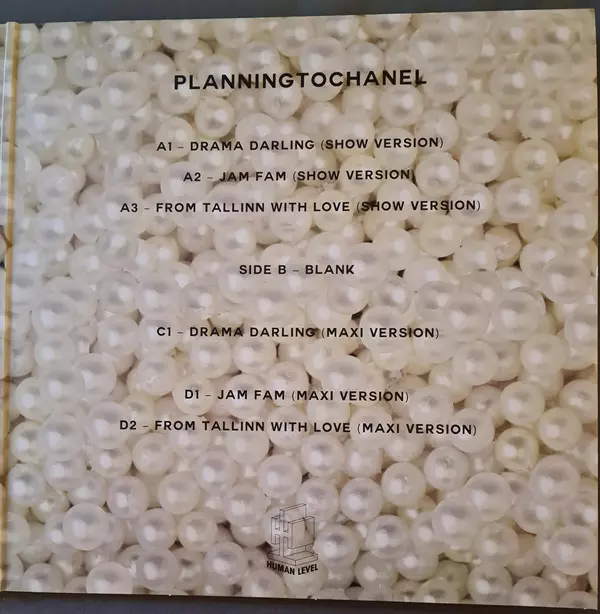 PLANNINGTOCHANEL
A1 – DRAMA DARLING (SHOW VERSION)
A2 – JAM FAM (SHOW VERSION)
A3 – FROM TALLINN WITH LOVE (SHOW VERSION)
SIDE B – BLANK
C1 – DRAMA DARLING (MAXI VERSION)
D1 – JAM FAM (MAXI VERSION)
D2 – FROM TALLINN WITH LOVE (MAXI VERSION)
HUMAN LEVEL